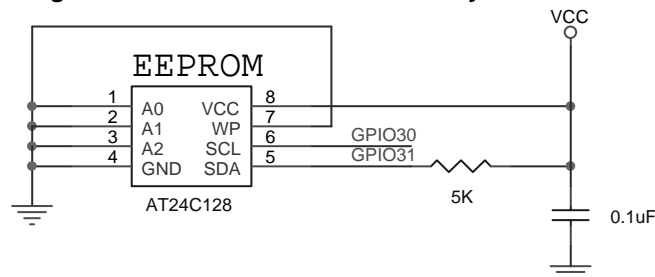 VCC
EEPROM
1 A0 VCC 8
2 A1 WP 7
3 A2 SCL 6 GPIO30
4 GND SDA 5 GPIO31
5K
AT24C128
0.1uF